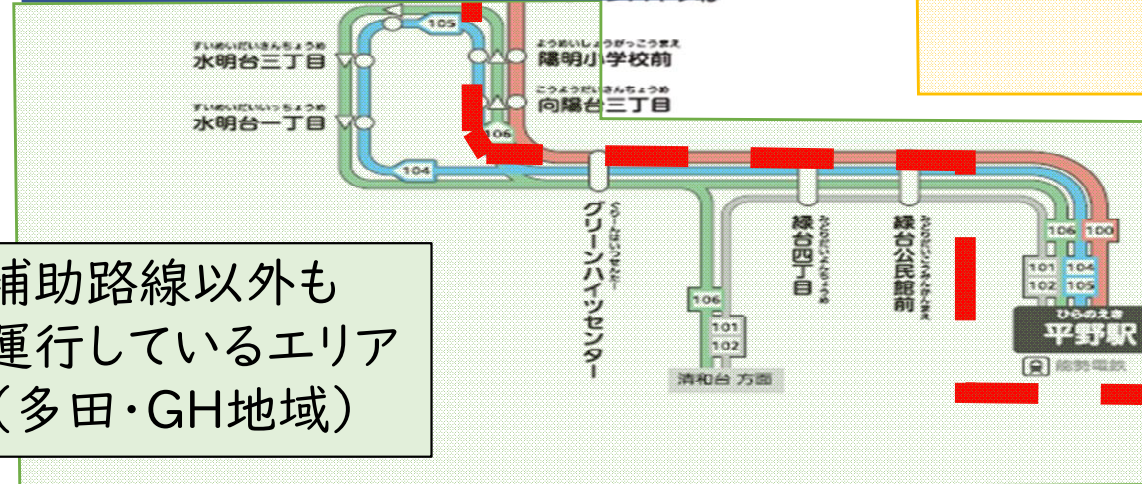 105
すいめいだいさんちょうめ
水明台三丁目
ようめいしょうがっこうまえ
陽明小学校前
こうようだいさんちょうめ
向陽台三丁目
すいめいだいいっちょうめ
水明台一丁目
106
104
グリーンハイツセンター
緑台四丁目
緑台公民館前
106
100
101
104
102
105
ひらのえき
平野駅
能勢電鉄
106
101
102
清和台 方面
補助路線以外も
運行しているエリア
(多田・GH地域)